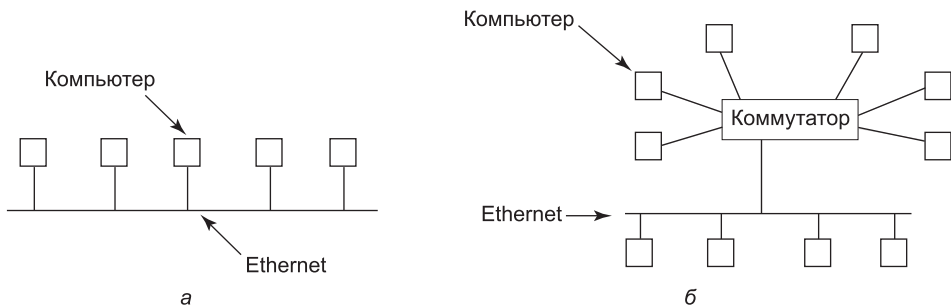 Компьютер
Ethernet
а
Компьютер
Коммутатор
Ethernet
б